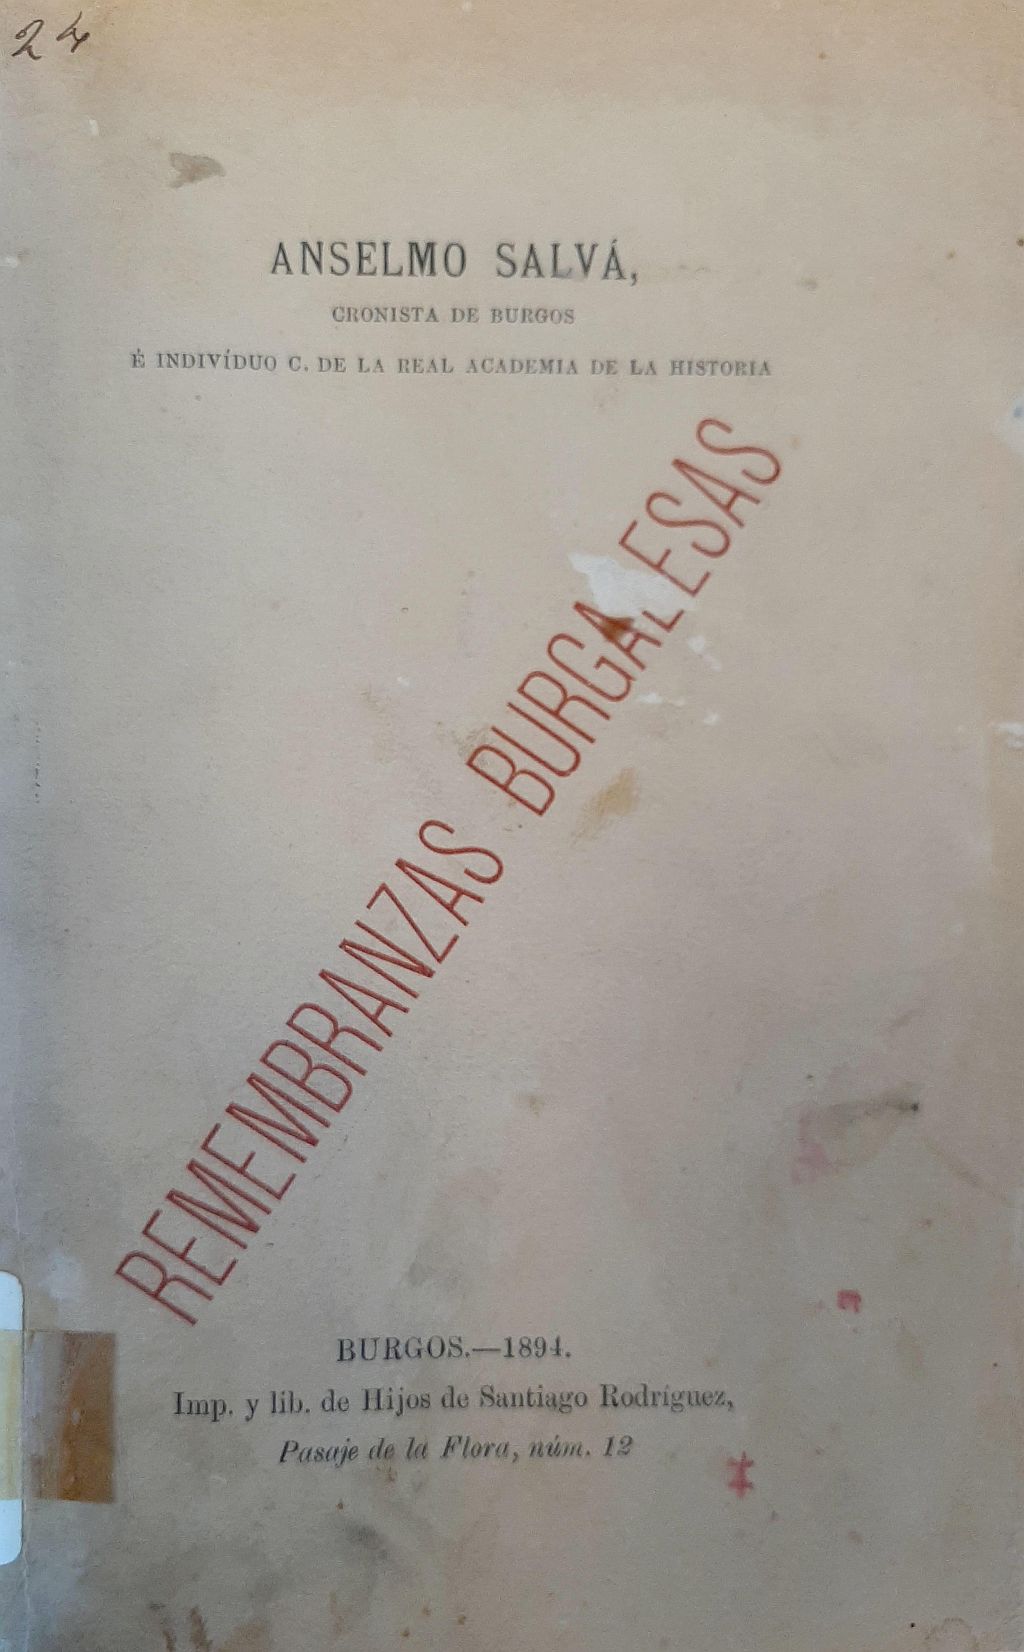 24
ANSELMO SALVÁ,
CRONISTA DE BURGOS
É INDIVÍDUO C. DE LA REAL ACADEMIA DE LA HISTORIA
REMEMBRANZAS BURGALESAS
BURGOS.—1894.
Imp. y lib. de Hijos de Santiago Rodríguez,
Pasaje de la Flora, núm. 12